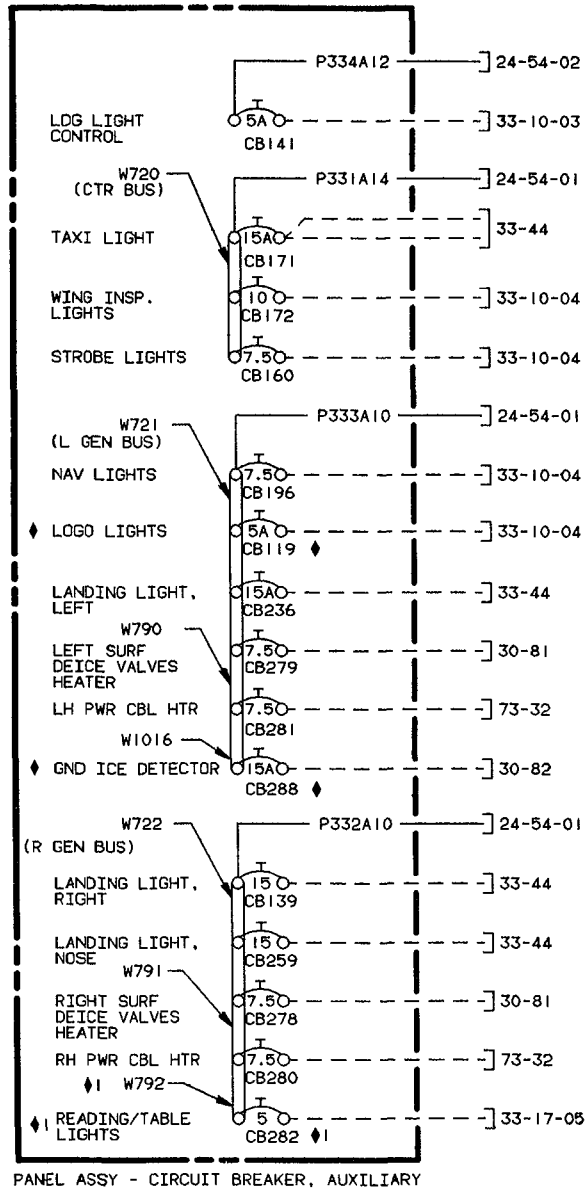 P334A12 24-54-02
LDG LIGHT CONTROL 5A CB141 33-10-03
W720 (CTR BUS) P331A14 24-54-01
TAXI LIGHT 15A CB171 33-44
WING INSP. LIGHTS 10 CB172 33-10-04
STROBE LIGHTS 7.5 CB160 33-10-04
W721 (L GEN BUS) P333A10 24-54-01
NAV LIGHTS 7.5 CB196 33-10-04
♦ LOGO LIGHTS 5A CB119 ♦ 33-10-04
LANDING LIGHT, LEFT 15A CB236 33-44
W790
LEFT SURF DEICE VALVES HEATER 7.5 CB279 30-81
LH PWR CBL HTR 7.5 CB281 73-32
W1016
♦ GND ICE DETECTOR 15A CB288 ♦ 30-82
W722 (R GEN BUS) P332A10 24-54-01
LANDING LIGHT, RIGHT 15 CB139 33-44
LANDING LIGHT, NOSE 15 CB259 33-44
W791
RIGHT SURF DEICE VALVES HEATER 7.5 CB278 30-81
RH PWR CBL HTR 7.5 CB280 73-32
♦1 W792
♦1 READING/TABLE LIGHTS 5 CB282 ♦1 33-17-05
PANEL ASSY - CIRCUIT BREAKER, AUXILIARY